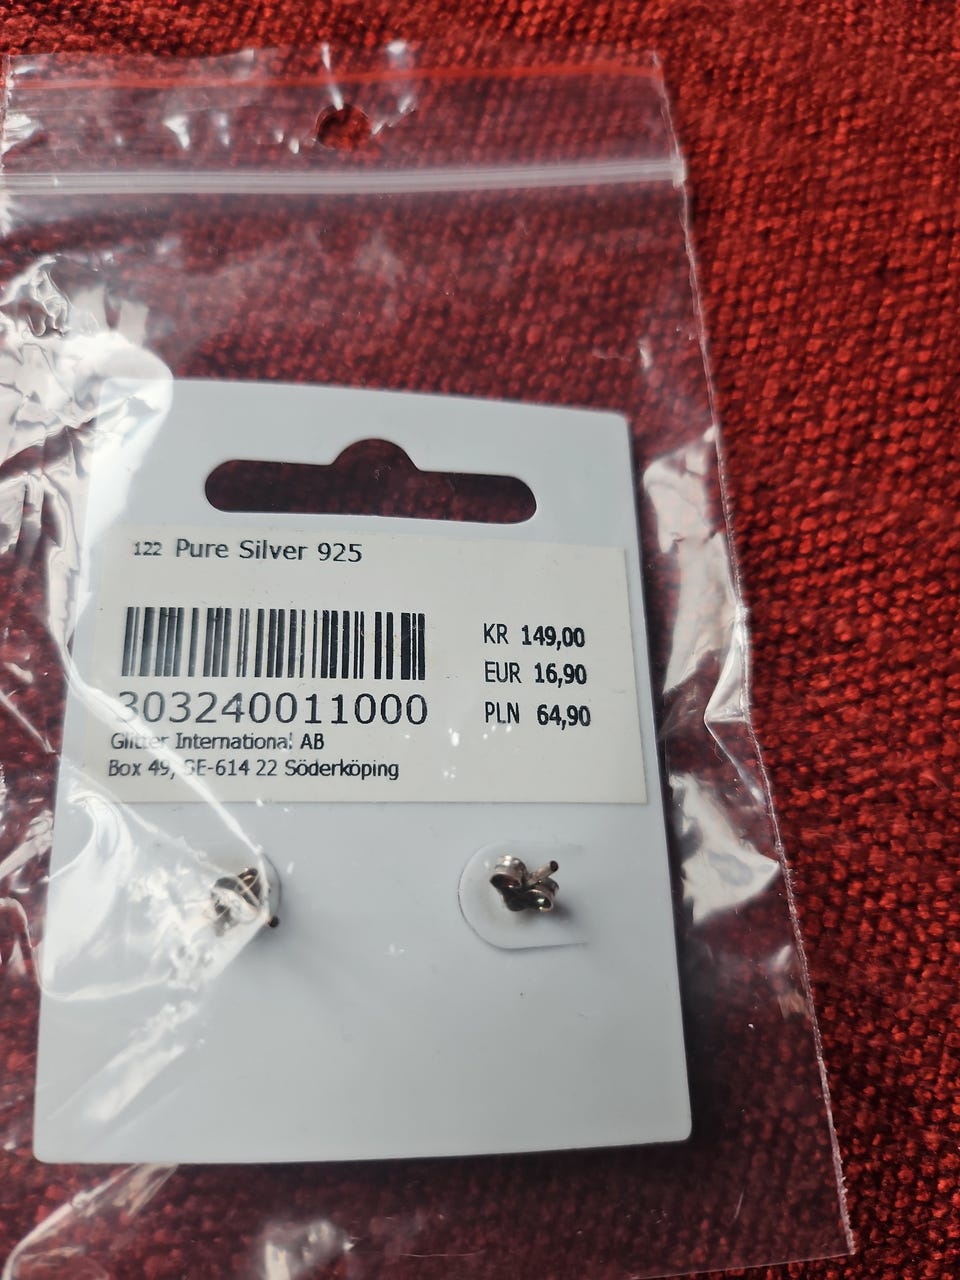 122 Pure Silver 925
KR 149,00
EUR 16,90
PLN 64,90
303240011000
Glitter International AB
Box 49, SE-614 22 Söderköping